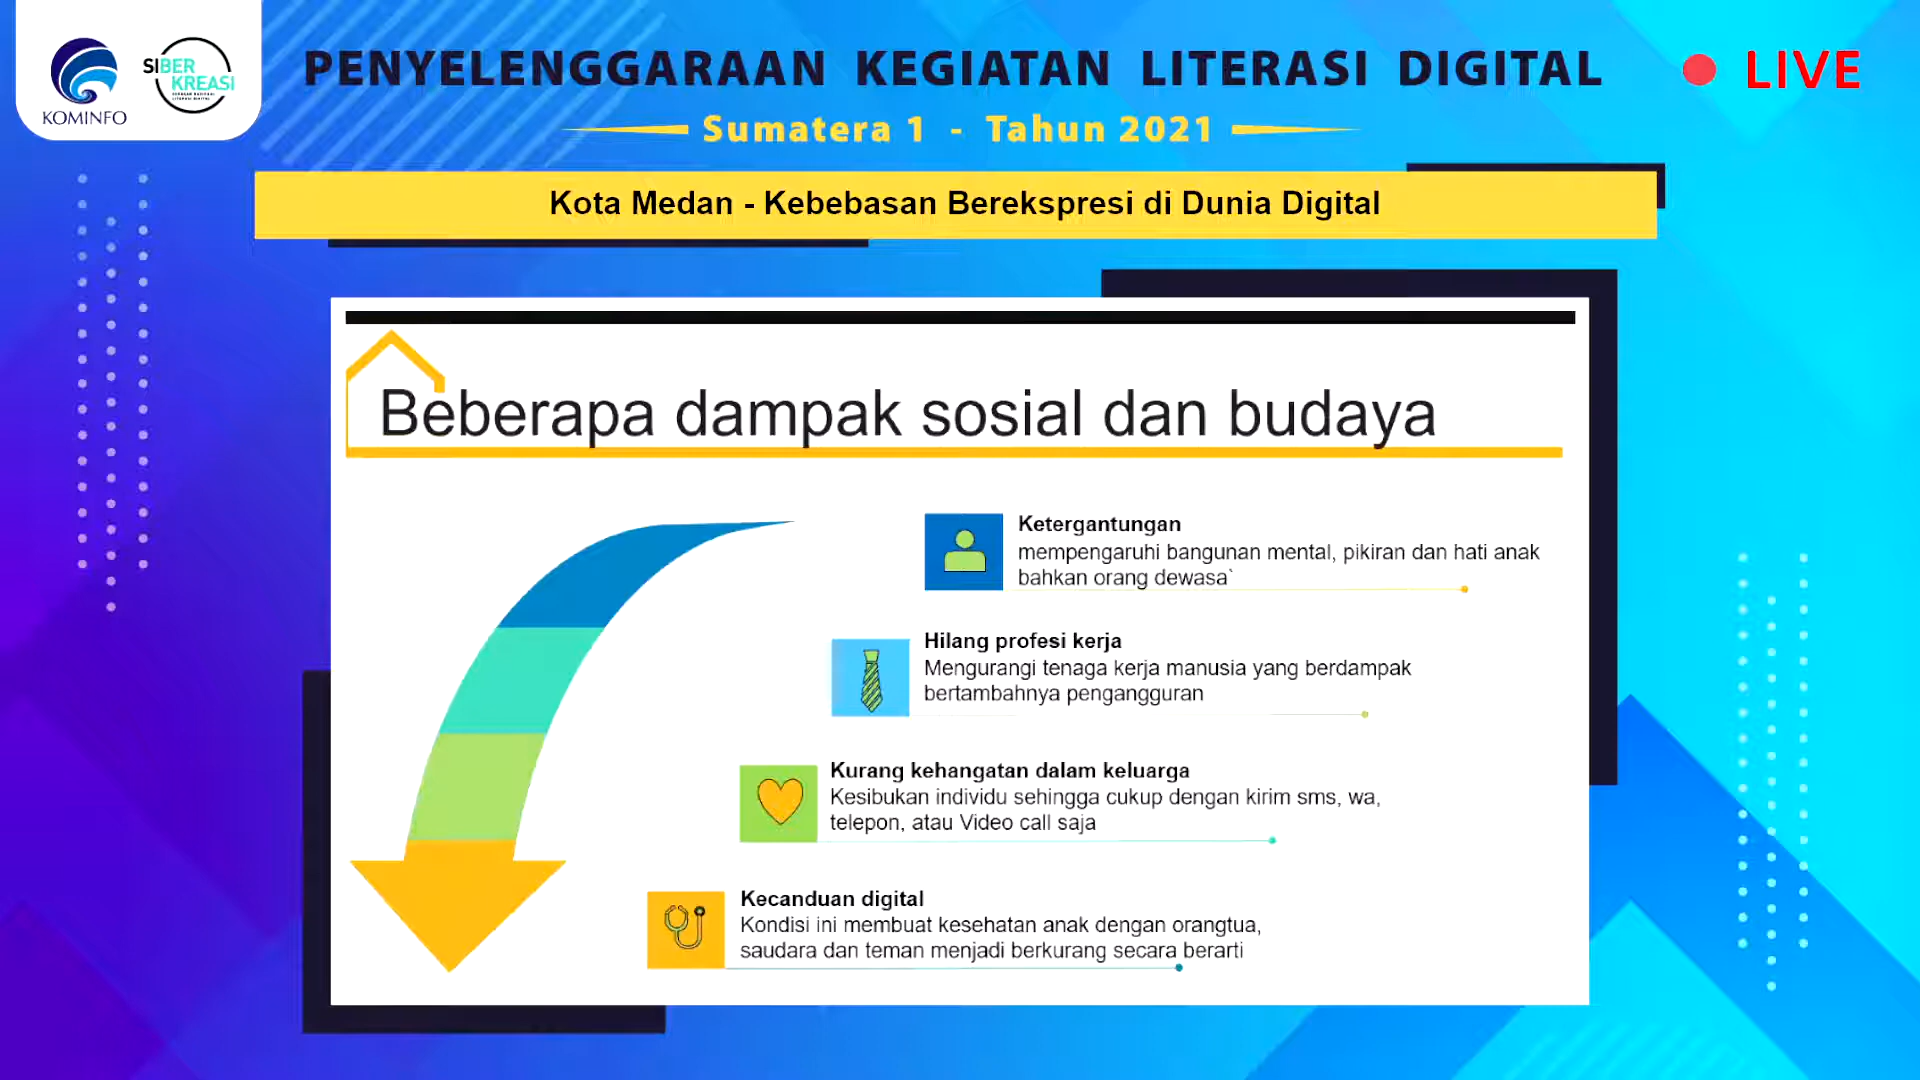 KOMINFO
SIBER
KREASI
PENYELENGGARAAN KEGIATAN LITERASI DIGITAL
LIVE
Sumatera 1 - Tahun 2021
Kota Medan - Kebebasan Berekspresi di Dunia Digital
Beberapa dampak sosial dan budaya
Ketergantungan
mempengaruhi bangunan mental, pikiran dan hati anak
bahkan orang dewasa`
Hilang profesi kerja
Mengurangi tenaga kerja manusia yang berdampak
bertambahnya pengangguran
Kurang kehangatan dalam keluarga
Kesibukan individu sehingga cukup dengan kirim sms, wa,
telepon, atau Video call saja
Kecanduan digital
Kondisi ini membuat kesehatan anak dengan orangtua,
saudara dan teman menjadi berkurang secara berarti